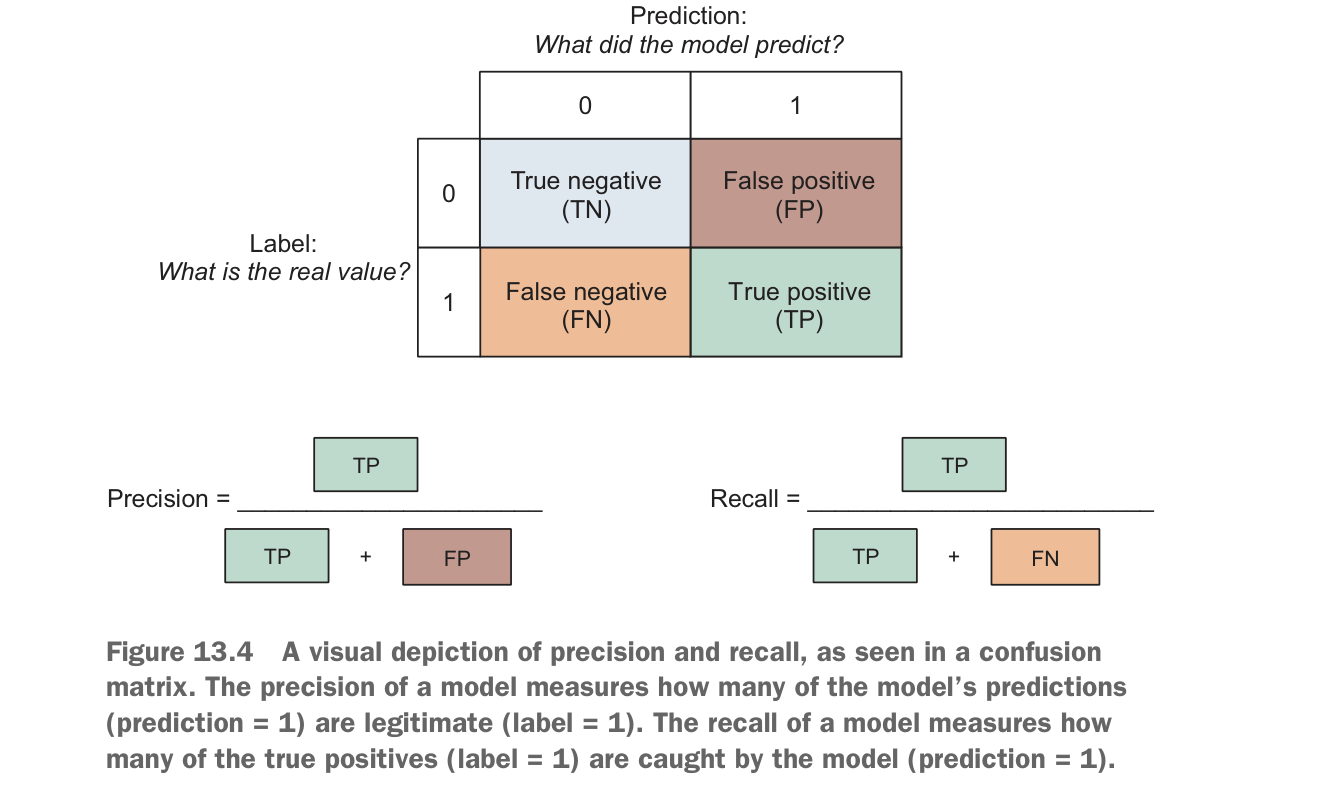 Prediction:
What did the model predict?
0 1
0 True negative (TN) False positive (FP)
Label:
What is the real value?
1 False negative (FN) True positive (TP)
TP
Precision =
TP + FP
TP
Recall =
TP + FN
Figure 13.4 A visual depiction of precision and recall, as seen in a confusion
matrix. The precision of a model measures how many of the model’s predictions
(prediction = 1) are legitimate (label = 1). The recall of a model measures how
many of the true positives (label = 1) are caught by the model (prediction = 1).